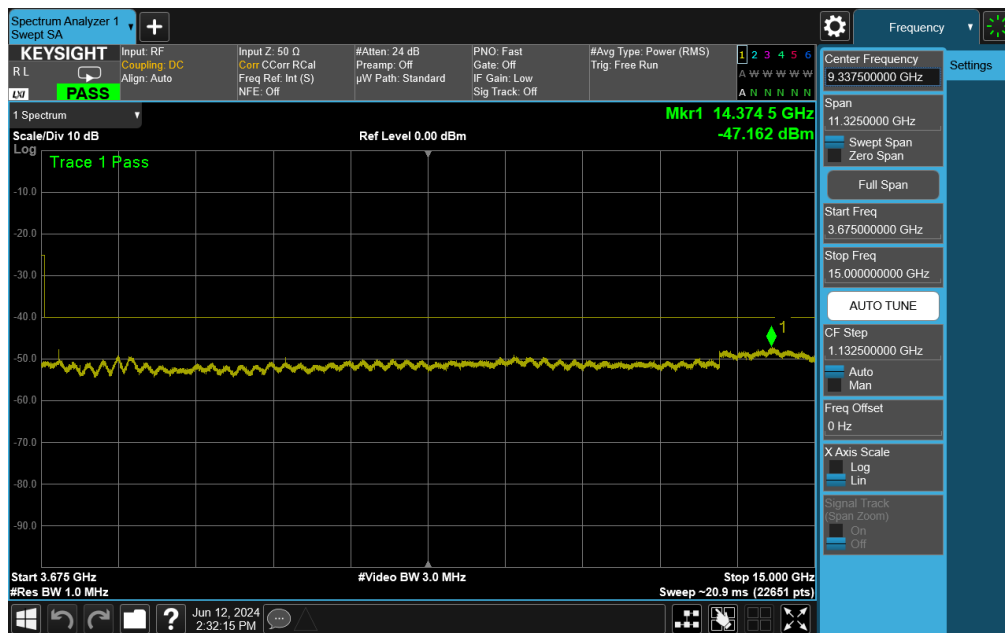 Spectrum Analyzer 1
Swept SA
Frequency
KEYSIGHT
R L
LXI
PASS
Input: RF
Coupling: DC
Align: Auto
Input Z: 50 Ω
Corr CCorr RCal
Freq Ref: Int (S)
NFE: Off
#Atten: 24 dB
Preamp: Off
µW Path: Standard
PNO: Fast
Gate: Off
IF Gain: Low
Sig Track: Off
#Avg Type: Power (RMS)
Trig: Free Run
1 2 3 4 5 6
A W W W W W
A N N N N N
1 Spectrum
Mkr1 14.374 5 GHz
-47.162 dBm
Scale/Div 10 dB
Ref Level 0.00 dBm
Log
Trace 1 Pass
-10.0
-20.0
-30.0
-40.0
-50.0
-60.0
-70.0
-80.0
-90.0
1
Start 3.675 GHz
#Video BW 3.0 MHz
Stop 15.000 GHz
#Res BW 1.0 MHz
Sweep ~20.9 ms (22651 pts)
Jun 12, 2024
2:32:15 PM
Center Frequency
9.337500000 GHz
Settings
Span
11.3250000 GHz
Swept Span
Zero Span
Full Span
Start Freq
3.675000000 GHz
Stop Freq
15.000000000 GHz
AUTO TUNE
CF Step
1.132500000 GHz
Auto
Man
Freq Offset
0 Hz
X Axis Scale
Log
Lin
Signal Track
(Span Zoom)
On
Off